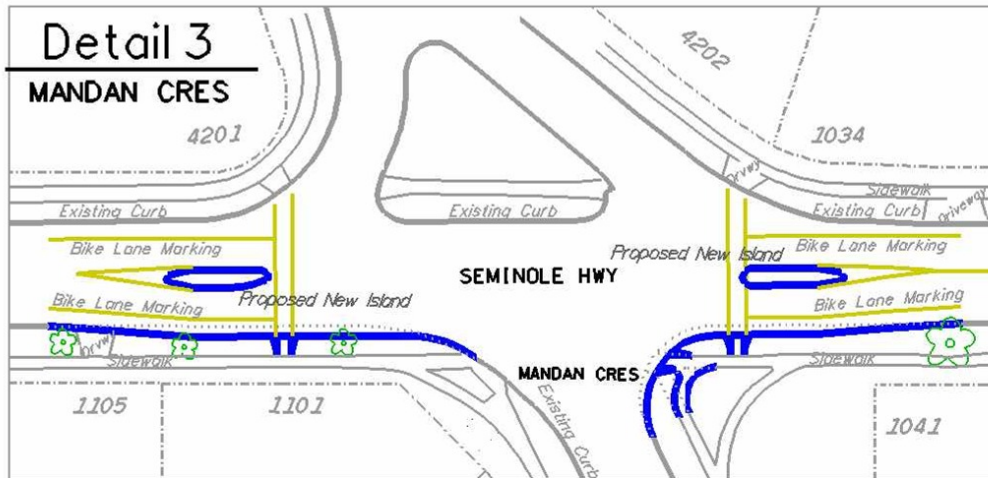 Detail 3
MANDAN CRES
4201
4202
1034
Drwy
Sidewalk
Driveway
Existing Curb
Existing Curb
Existing Curb
Bike Lane Marking
Bike Lane Marking
Proposed New Island
SEMINOLE HWY
Proposed New Island
Bike Lane Marking
Bike Lane Marking
Drvw
Sidewalk
Sidewalk
MANDAN CRES
Existing Curb
1105
1101
1041